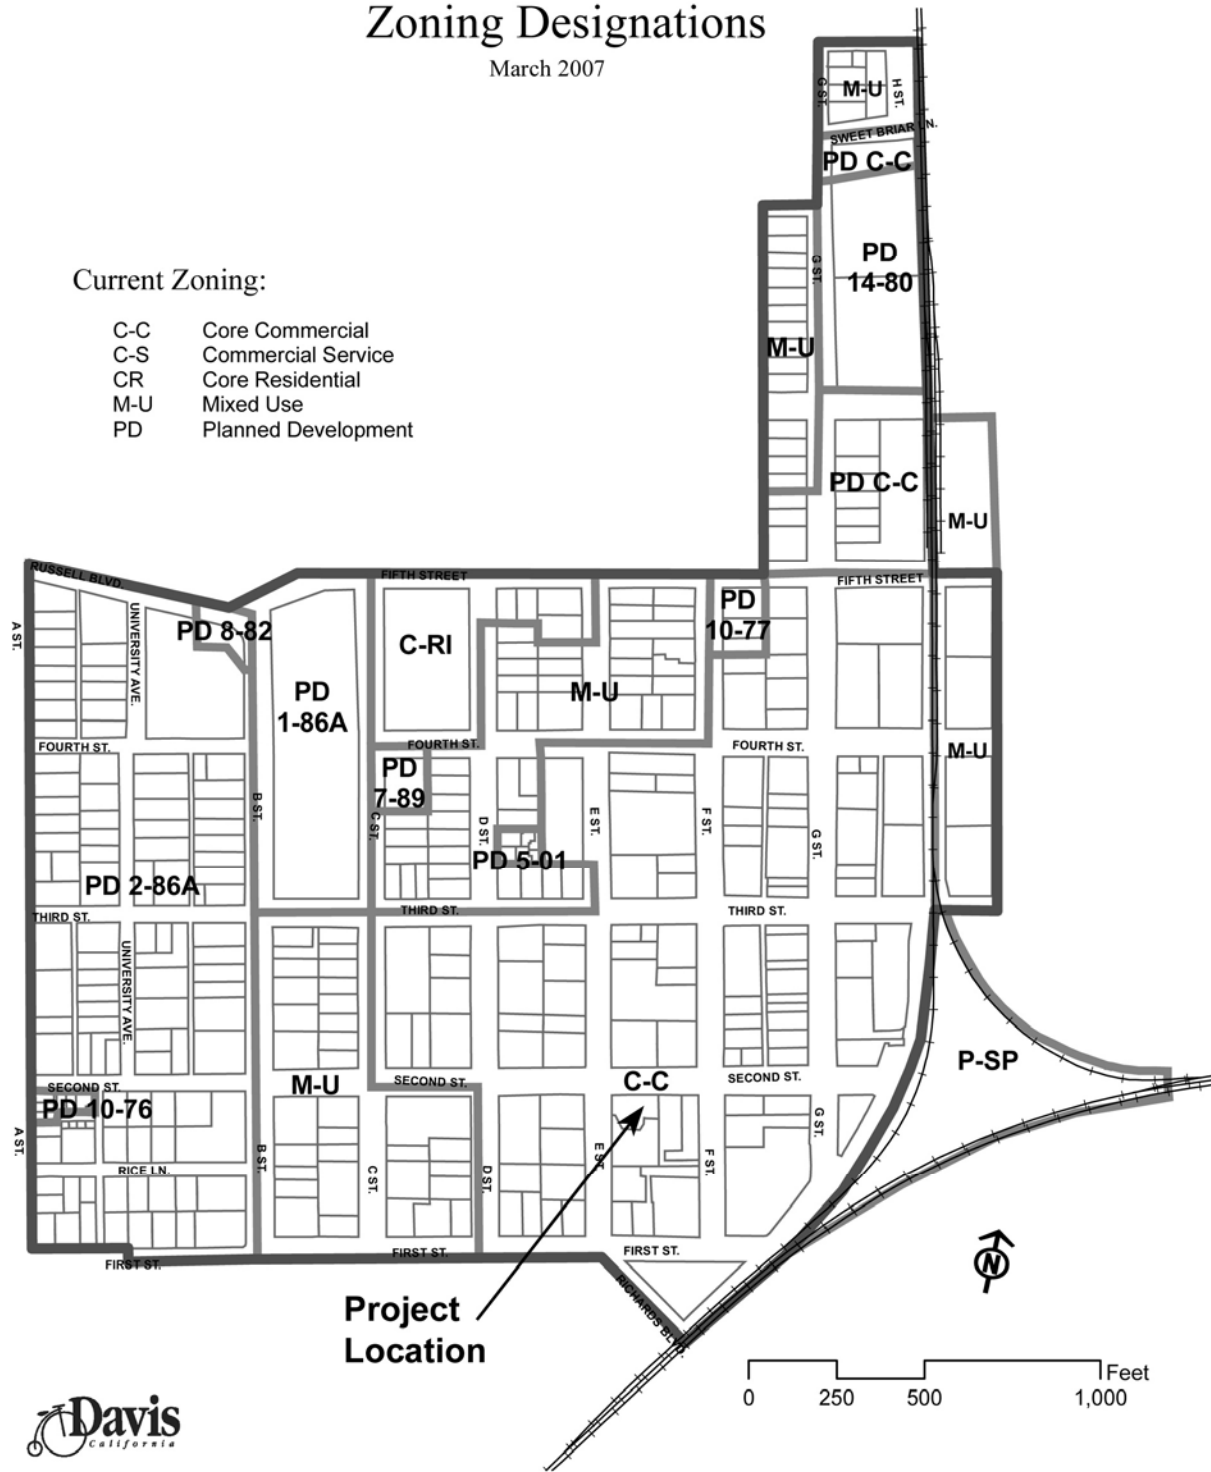 Zoning Designations
March 2007
G ST.
M-U
H ST.
SWEET BRIAR LN.
PD C-C
PD
14-80
G ST.
M-U
Current Zoning:
C-C Core Commercial
C-S Commercial Service
CR Core Residential
M-U Mixed Use
PD Planned Development
PD C-C
M-U
RUSSELL BLVD.
FIFTH STREET
FIFTH STREET
A ST.
UNIVERSITY AVE.
PD 8-82
C-RI
PD
10-77
PD
1-86A
M-U
FOURTH ST.
FOURTH ST.
FOURTH ST.
M-U
PD
7-89
B ST.
C ST.
D ST.
E ST.
F ST.
G ST.
PD 5-01
PD 2-86A
THIRD ST.
THIRD ST.
THIRD ST.
UNIVERSITY AVE.
P-SP
SECOND ST.
M-U
SECOND ST.
C-C
SECOND ST.
PD 10-76
A ST.
G ST.
RICE LN.
B ST.
C ST.
D ST.
E ST.
F ST.
FIRST ST.
FIRST ST.
FIRST ST.
N
RICHARDS BLVD.
Project
Location
Feet
0 250 500 1,000
Davis
California